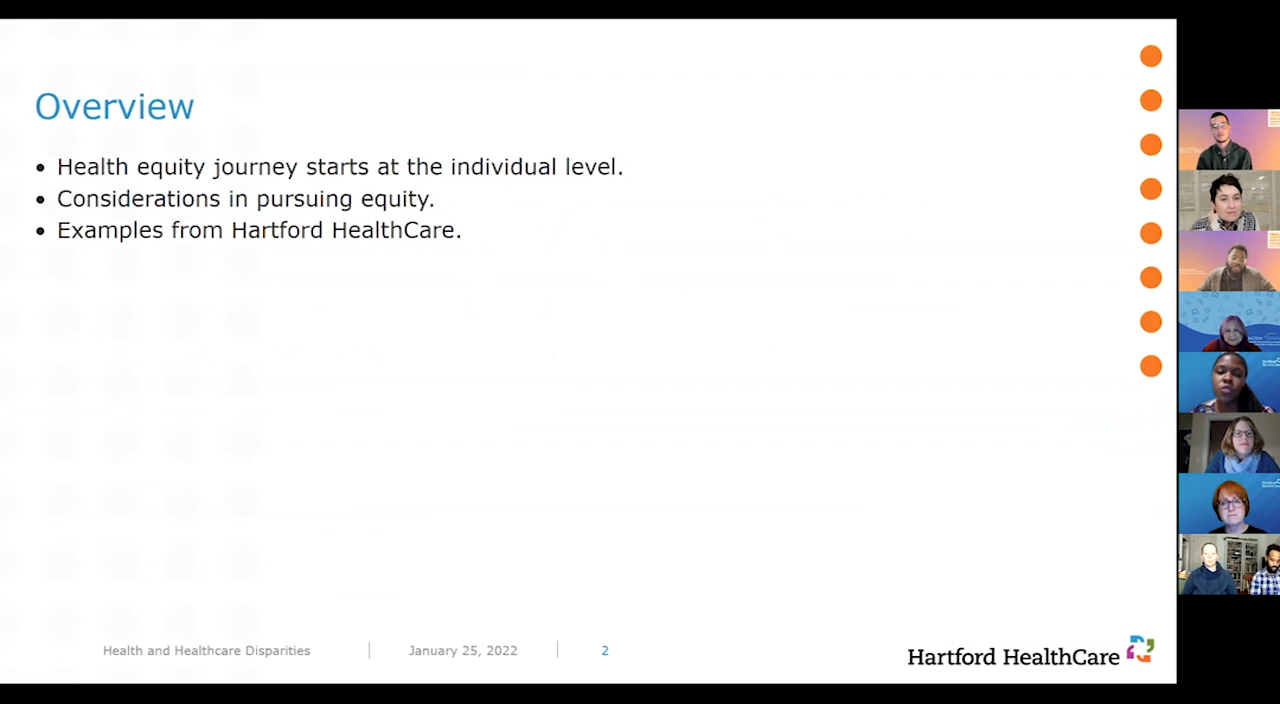 Overview
• Health equity journey starts at the individual level.
• Considerations in pursuing equity.
• Examples from Hartford HealthCare.
Health and Healthcare Disparities | January 25, 2022 | 2
Hartford HealthCare